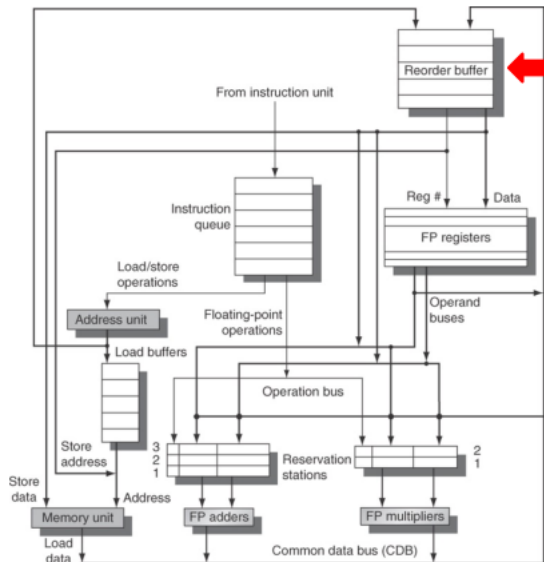 Reorder buffer
From instruction unit
Reg #
Data
Instruction
queue
FP registers
Load/store
operations
Operand
buses
Floating-point
operations
Address unit
Load buffers
Operation bus
Store
address
3
2
1
Reservation
stations
2
1
Store
data
Address
Memory unit
FP adders
FP multipliers
Load
data
Common data bus (CDB)